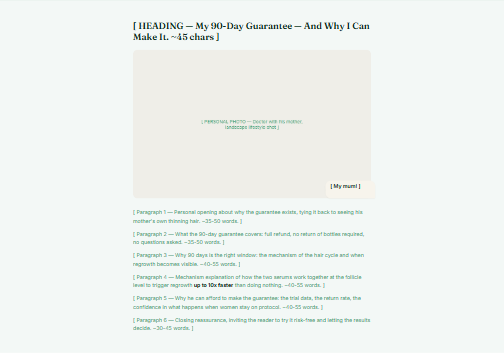 [ HEADING — My 90-Day Guarantee — And Why I Can
Make It. ~45 chars ]
[ PERSONAL PHOTO — Doctor with his mother,
landscape lifestyle shot ]
[ My mum! ]
[ Paragraph 1 — Personal opening about why the guarantee exists, tying it back to seeing his
mother's own thinning hair. ~35-50 words. ]
[ Paragraph 2 — What the 90-day guarantee covers: full refund, no return of bottles required,
no questions asked. ~35-50 words. ]
[ Paragraph 3 — Why 90 days is the right window: the mechanism of the hair cycle and when
regrowth becomes visible. ~40-55 words. ]
[ Paragraph 4 — Mechanism explanation of how the two serums work together at the follicle
level to trigger regrowth up to 10x faster than doing nothing. ~40-55 words. ]
[ Paragraph 5 — Why he can afford to make the guarantee: the trial data, the return rate, the
confidence in what happens when women stay on protocol. ~40-55 words. ]
[ Paragraph 6 — Closing reassurance, inviting the reader to try it risk-free and letting the results
decide. ~30-45 words. ]